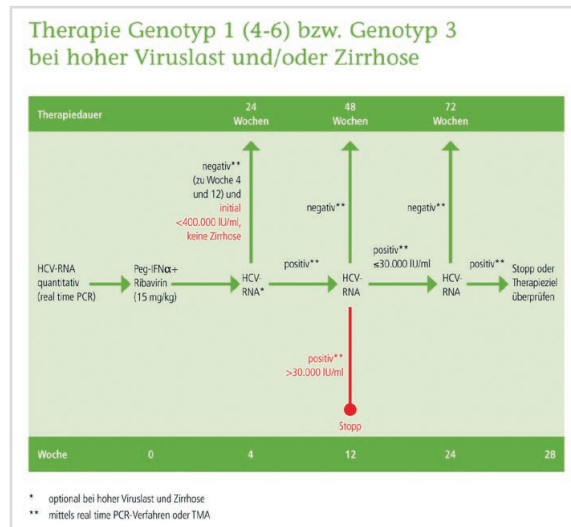 Therapie Genotyp 1 (4-6) bzw. Genotyp 3
bei hoher Viruslast und/oder Zirrhose
Therapiedauer
24
Wochen
48
Wochen
72
Wochen
negativ**
(zu Woche 4
und 12) und
initial
<400.000 IU/ml,
keine Zirrhose
negativ**
negativ**
HCV-RNA
quantitativ
(real time PCR)
Peg-IFNα+
Ribavirin
(15 mg/kg)
HCV-
RNA*
positiv**
HCV-
RNA
positiv**
≤30.000 IU/ml
HCV-
RNA
positiv**
Stopp oder
Therapieziel
überprüfen
positiv**
>30.000 IU/ml
Stopp
Woche 0 4 12 24 28
* optional bei hoher Viruslast und Zirrhose
** mittels real time PCR-Verfahren oder TMA